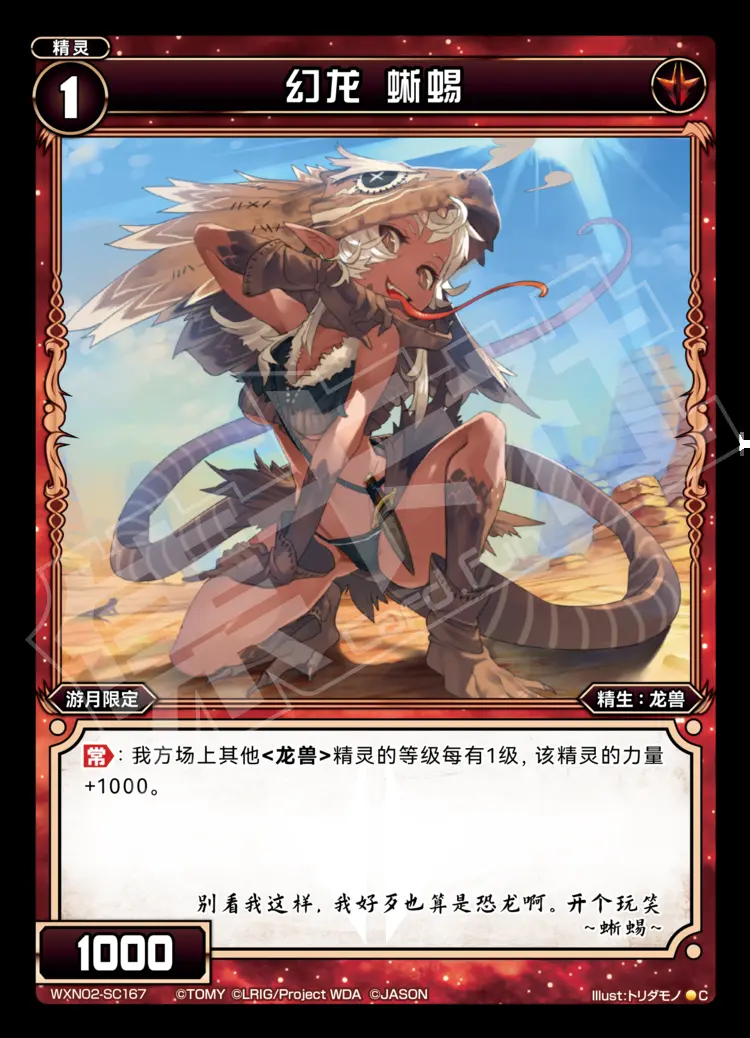 精灵
1
幻龙 蜥蜴
游月限定
精生：龙兽
常：我方场上其他<龙兽>精灵的等级每有1级，该精灵的力量
+1000。
别看我这样，我好歹也算是恐龙啊。开个玩笑
~蜥蜴~
1000
WXN02-SC167 ©TOMY ©LRIG/Project WDA ©JASON
Illust:トリダモノ C